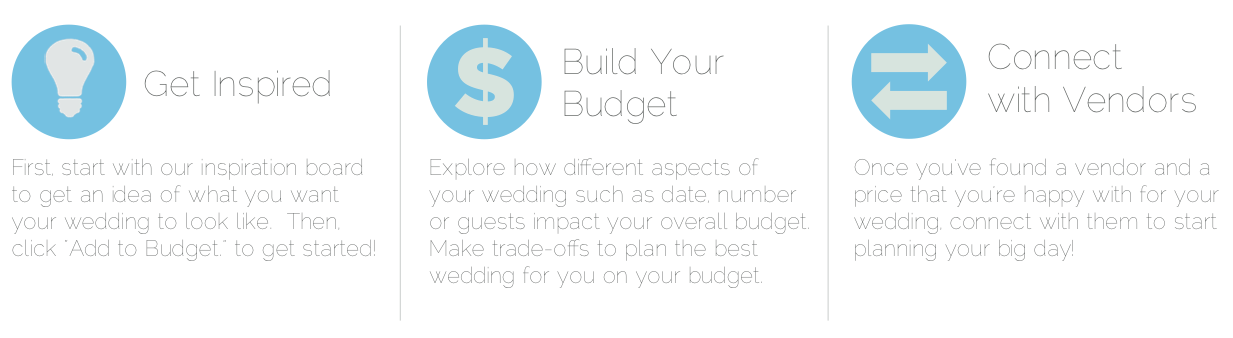 Get Inspired
First, start with our inspiration board
to get an idea of what you want
your wedding to look like.  Then,
click "Add to Budget." to get started!
$
Build Your
Budget
Explore how different aspects of
your wedding such as date, number
or guests impact your overall budget.
Make trade-offs to plan the best
wedding for you on your budget.
Connect
with Vendors
Once you've found a vendor and a
price that you're happy with for your
wedding, connect with them to start
planning your big day!